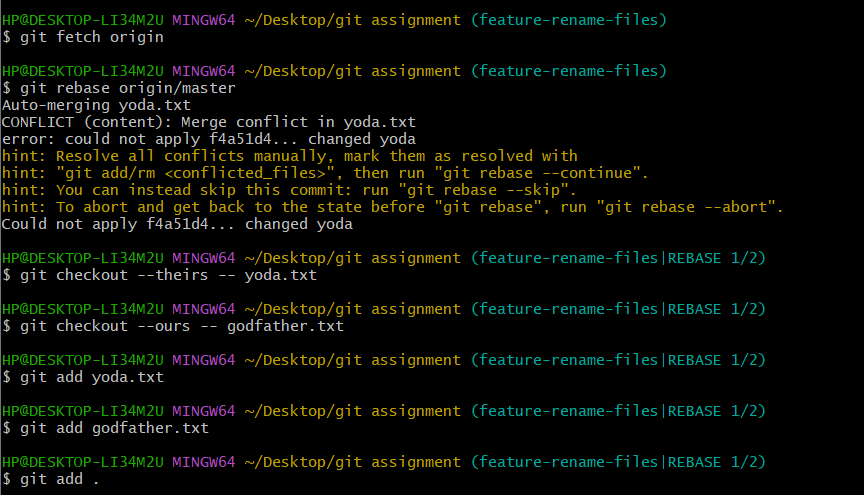 HP@DESKTOP-LI34M2U MINGW64 ~/Desktop/git assignment (feature-rename-files)
$ git fetch origin
HP@DESKTOP-LI34M2U MINGW64 ~/Desktop/git assignment (feature-rename-files)
$ git rebase origin/master
Auto-merging yoda.txt
CONFLICT (content): Merge conflict in yoda.txt
error: could not apply f4a51d4... changed yoda
hint: Resolve all conflicts manually, mark them as resolved with
hint: "git add/rm <conflicted_files>", then run "git rebase --continue".
hint: You can instead skip this commit: run "git rebase --skip".
hint: To abort and get back to the state before "git rebase", run "git rebase --abort".
Could not apply f4a51d4... changed yoda
HP@DESKTOP-LI34M2U MINGW64 ~/Desktop/git assignment (feature-rename-files|REBASE 1/2)
$ git checkout --theirs -- yoda.txt
HP@DESKTOP-LI34M2U MINGW64 ~/Desktop/git assignment (feature-rename-files|REBASE 1/2)
$ git checkout --ours -- godfather.txt
HP@DESKTOP-LI34M2U MINGW64 ~/Desktop/git assignment (feature-rename-files|REBASE 1/2)
$ git add yoda.txt
HP@DESKTOP-LI34M2U MINGW64 ~/Desktop/git assignment (feature-rename-files|REBASE 1/2)
$ git add godfather.txt
HP@DESKTOP-LI34M2U MINGW64 ~/Desktop/git assignment (feature-rename-files|REBASE 1/2)
$ git add .